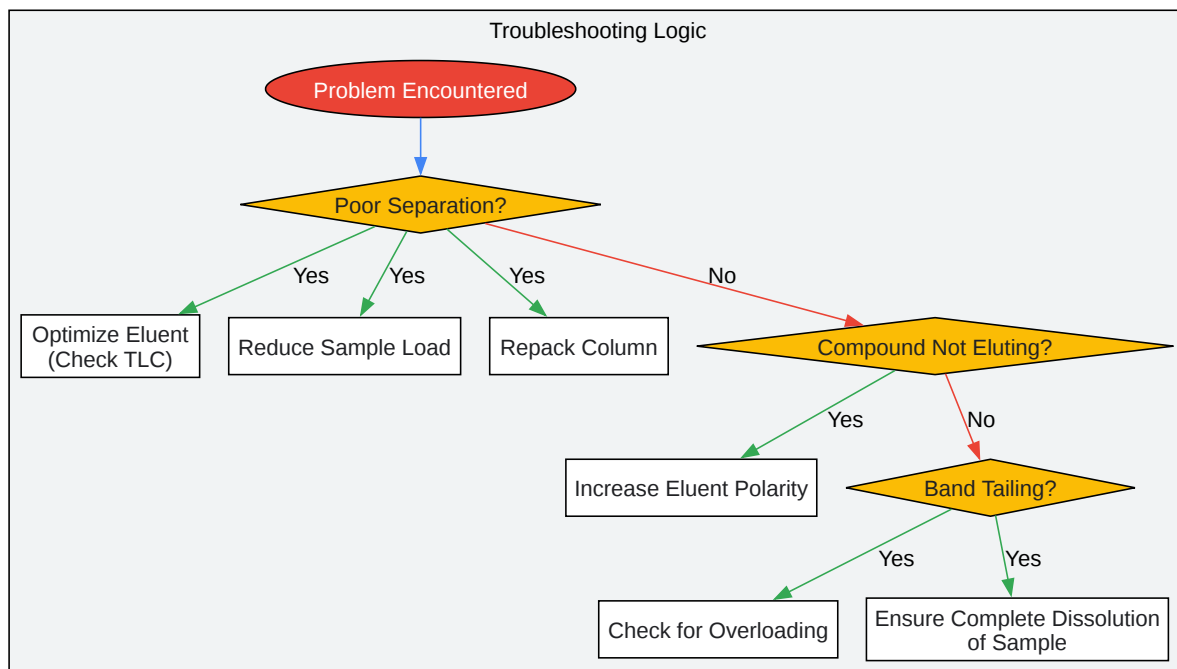 Troubleshooting Logic
Problem Encountered
Poor Separation?
Yes
Yes
Yes
No
Optimize Eluent
(Check TLC)
Reduce Sample Load
Repack Column
Compound Not Eluting?
Yes
No
Increase Eluent Polarity
Band Tailing?
Yes
Yes
Check for Overloading
Ensure Complete Dissolution
of Sample